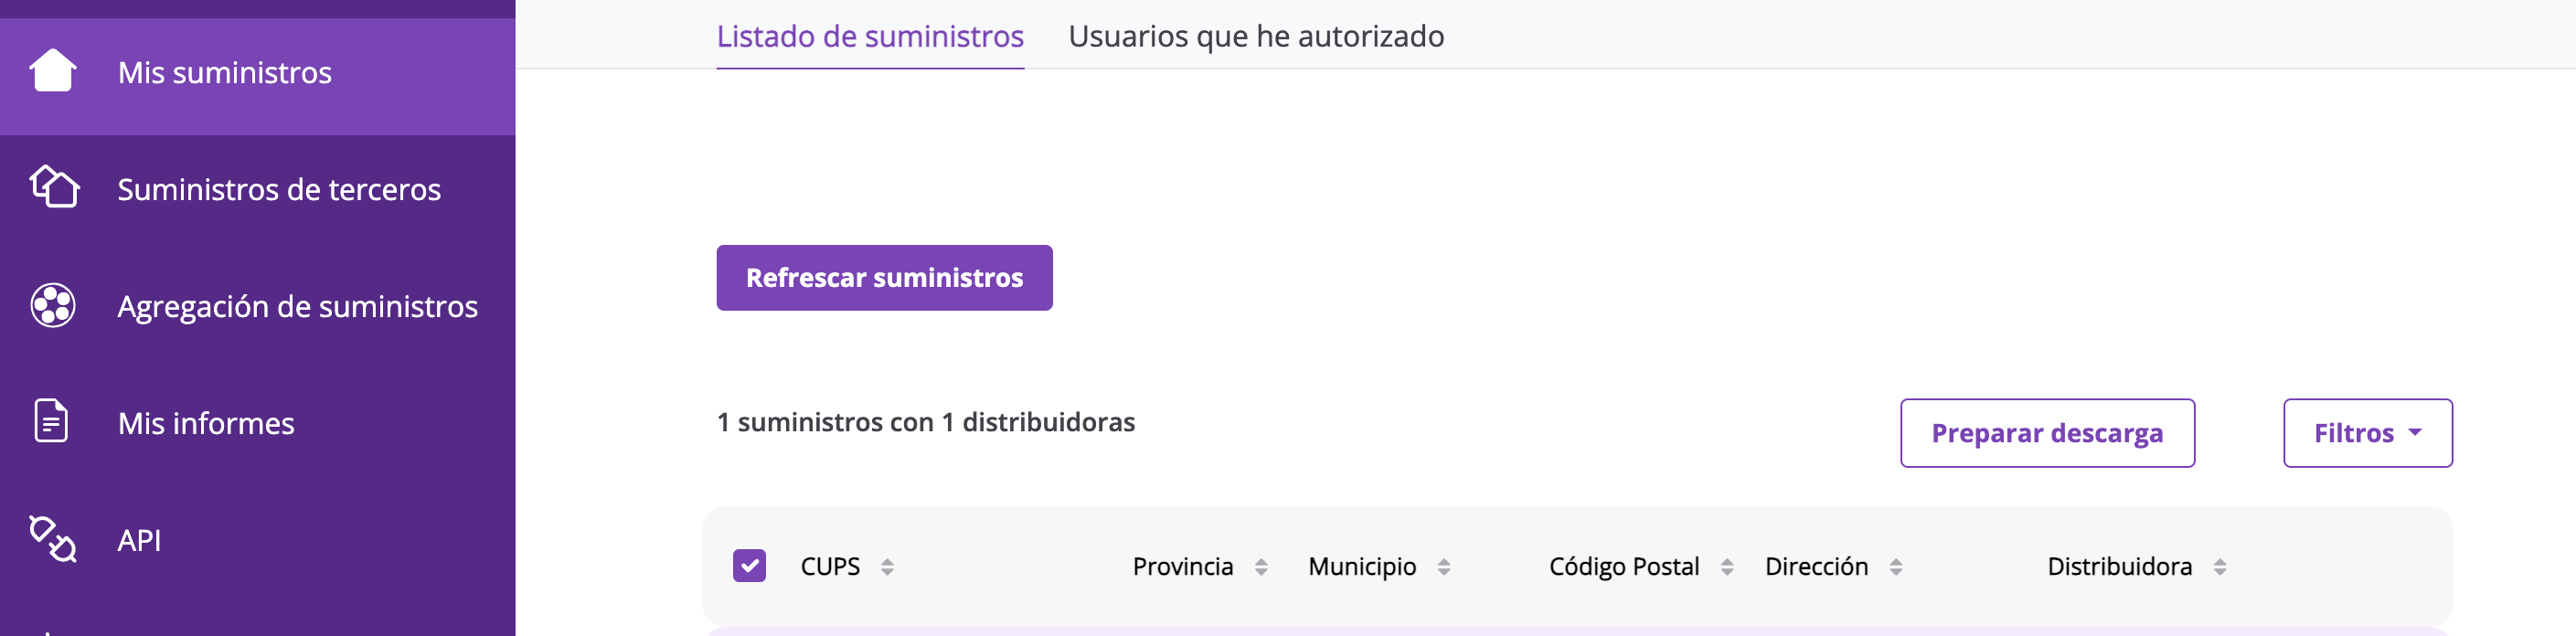 Mis suministros
Suministros de terceros
Agregación de suministros
Mis informes
API
Listado de suministros Usuarios que he autorizado
Refrescar suministros
1 suministros con 1 distribuidoras
Preparar descarga Filtros
CUPS Provincia Municipio Código Postal Dirección Distribuidora